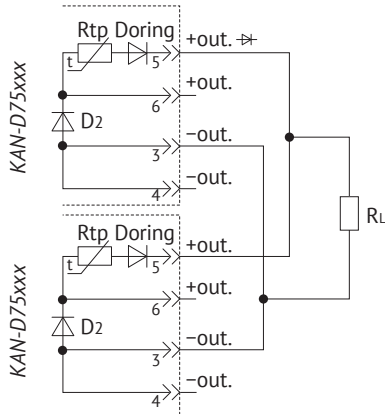 KAN-D75xxx
Rtp Doring
t
5
+out.
+out.
6
D2
–out.
3
–out.
4
RL
KAN-D75xxx
Rtp Doring
t
5
+out.
+out.
6
D2
–out.
3
–out.
4